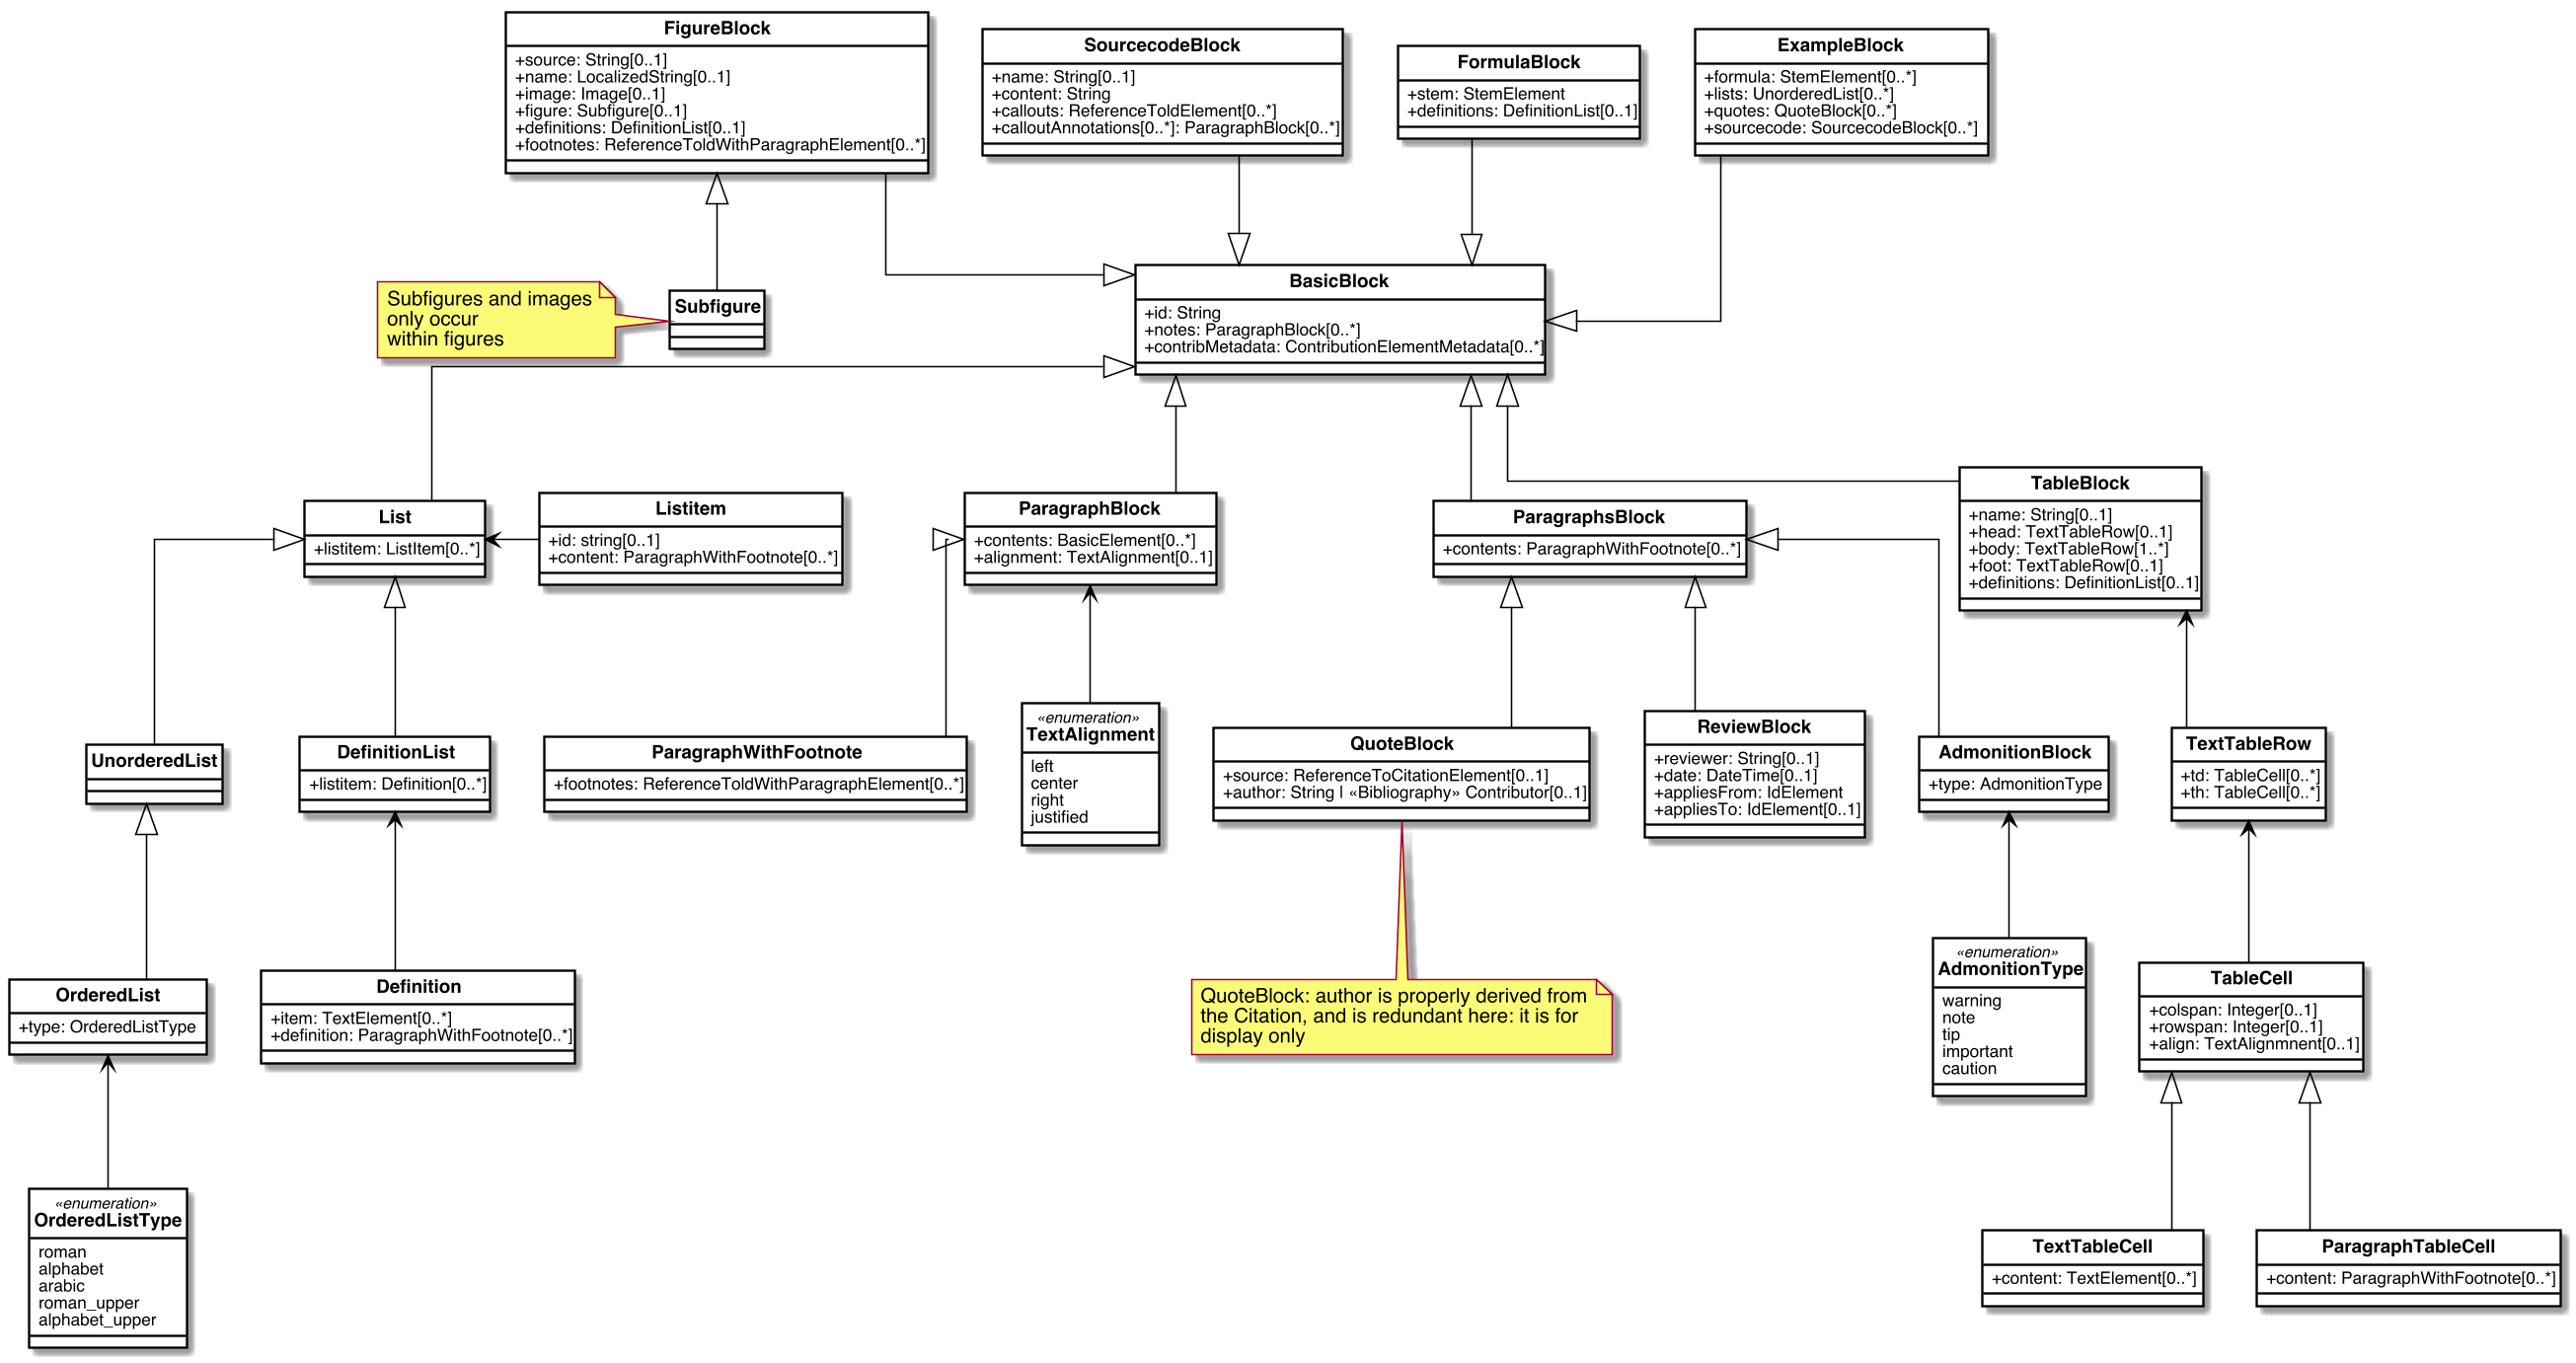 FigureBlock
+source: String[0..1]
+name: LocalizedString[0..1]
+image: Image[0..1]
+figure: Subfigure[0..1]
+definitions: DefinitionList[0..1]
+footnotes: ReferenceToIdWithParagraphElement[0..*]
SourcecodeBlock
+name: String[0..1]
+content: String
+callouts: ReferenceToIdElement[0..*]
+calloutAnnotations[0..*]: ParagraphBlock[0..*]
FormulaBlock
+stem: StemElement
+definitions: DefinitionList[0..1]
ExampleBlock
+formula: StemElement[0..*]
+lists: UnorderedList[0..*]
+quotes: QuoteBlock[0..*]
+sourcecode: SourcecodeBlock[0..*]
Subfigures and images
only occur
within figures
Subfigure
BasicBlock
+id: String
+notes: ParagraphBlock[0..*]
+contribMetadata: ContributionElementMetadata[0..*]
List
+listitem: ListItem[0..*]
Listitem
+id: string[0..1]
+content: ParagraphWithFootnote[0..*]
ParagraphBlock
+contents: BasicElement[0..*]
+alignment: TextAlignment[0..1]
ParagraphsBlock
+contents: ParagraphWithFootnote[0..*]
TableBlock
+name: String[0..1]
+head: TextTableRow[0..1]
+body: TextTableRow[1..*]
+foot: TextTableRow[0..1]
+definitions: DefinitionList[0..1]
UnorderedList
DefinitionList
+listitem: Definition[0..*]
ParagraphWithFootnote
+footnotes: ReferenceToIdWithParagraphElement[0..*]
«enumeration»
TextAlignment
left
center
right
justified
QuoteBlock
+source: ReferenceToCitationElement[0..1]
+author: String | «Bibliography» Contributor[0..1]
ReviewBlock
+reviewer: String[0..1]
+date: DateTime[0..1]
+appliesFrom: IdElement
+appliesTo: IdElement[0..1]
AdmonitionBlock
+type: AdmonitionType
TextTableRow
+td: TableCell[0..*]
+th: TableCell[0..*]
OrderedList
+type: OrderedListType
Definition
+item: TextElement[0..*]
+definition: ParagraphWithFootnote[0..*]
QuoteBlock: author is properly derived from
the Citation, and is redundant here: it is for
display only
«enumeration»
AdmonitionType
warning
note
tip
important
caution
TableCell
+colspan: Integer[0..1]
+rowspan: Integer[0..1]
+align: TextAlignmnent[0..1]
«enumeration»
OrderedListType
roman
alphabet
arabic
roman_upper
alphabet_upper
TextTableCell
+content: TextElement[0..*]
ParagraphTableCell
+content: ParagraphWithFootnote[0..*]